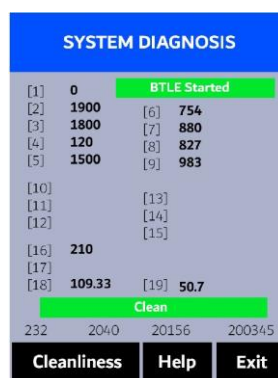 SYSTEM DIAGNOSIS
[1] 0 BTLE Started
[2] 1900 [6] 754
[3] 1800 [7] 880
[4] 120 [8] 827
[5] 1500 [9] 983
[10]
[11] [13]
[12] [14]
[15]
[16] 210
[17]
[18] 109.33 [19] 50.7
Clean
232 2040 20156 200345
Cleanliness Help Exit